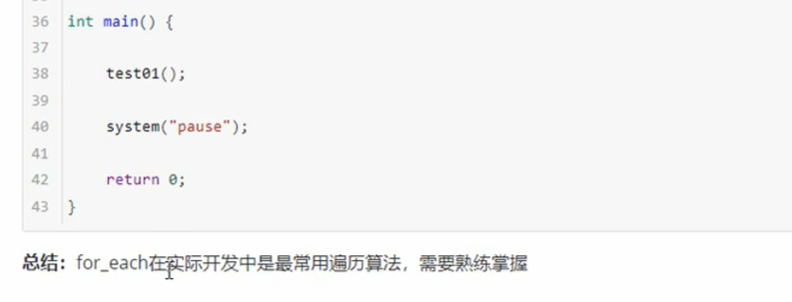 36 int main() {
37
38 test01();
39
40 system("pause");
41
42 return 0;
43 }
总结：for_each在实际开发中是最常用遍历算法，需要熟练掌握